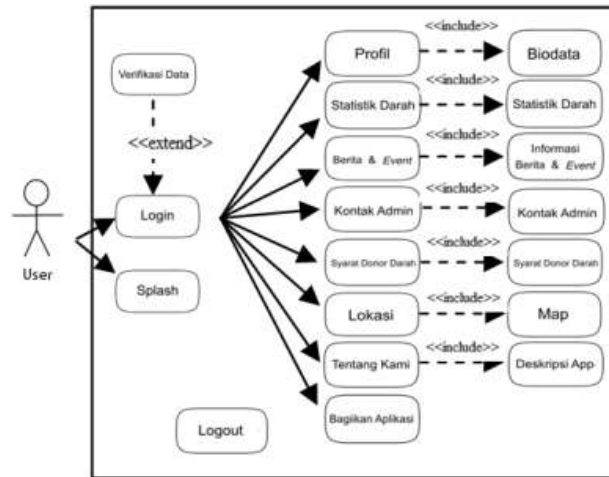 <<include>>
Profil
Biodata
Verifikasi Data
<<include>>
Statistik Darah
Statistik Darah
<<extend>>
<<include>>
Berita & Event
Informasi
Berita & Event
<<include>>
Login
Kontak Admin
Kontak Admin
<<include>>
User
Syarat Donor Darah
Syarat Donor Darah
Splash
<<include>>
Lokasi
Map
<<include>>
Tentang Kami
Deskripsi App
Logout
Bagiikan Aplikasi